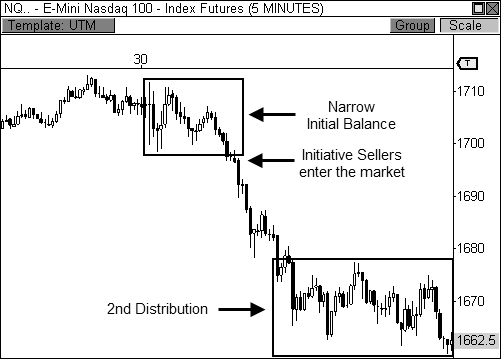 NQ.. - E-Mini Nasdaq 100 - Index Futures (5 MINUTES)
Template: UTM
Group
Scale
30
T
1710
Narrow
Initial Balance
1700
Initiative Sellers
enter the market
1690
1680
1670
2nd Distribution
1662.5